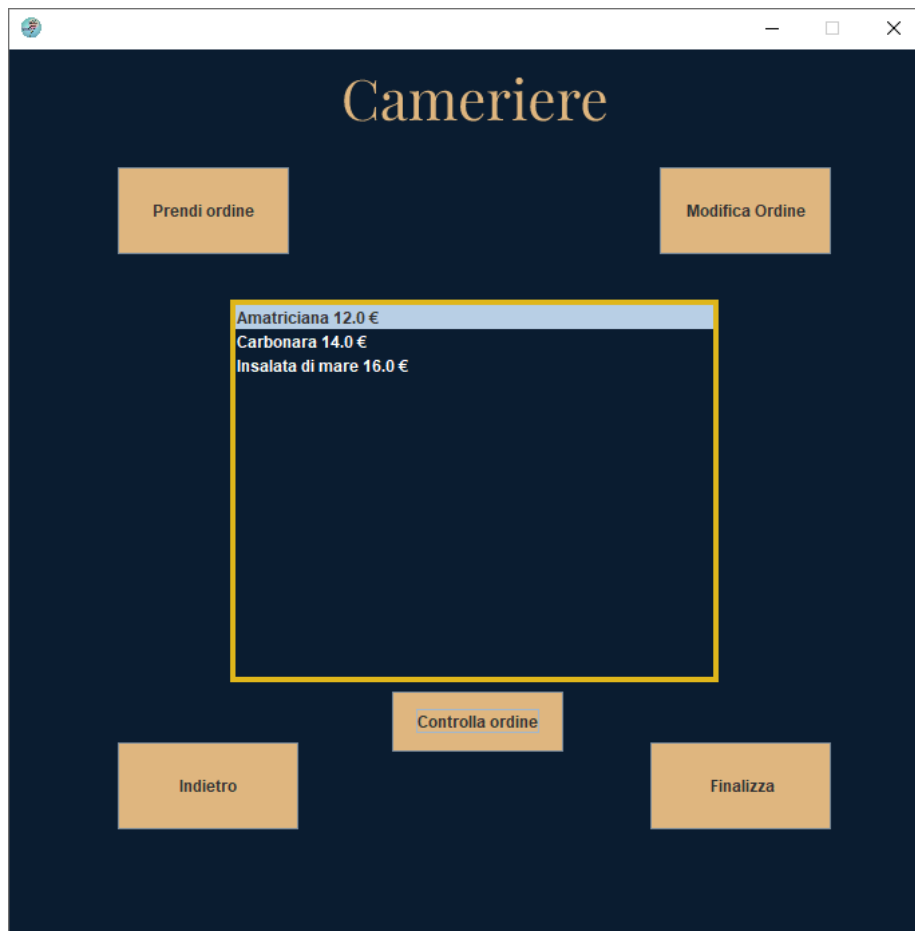 Cameriere
Prendi ordine
Modifica Ordine
Amatriciana 12.0 €
Carbonara 14.0 €
Insalata di mare 16.0 €
Controlla ordine
Indietro
Finalizza